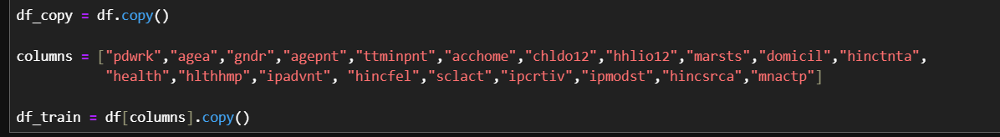 df_copy = df.copy()
columns = ["pdwrk","agea","gndr","agepnt","ttminpnt","acchome","chldo12","hhlio12","marsts","domicil","hinctnta",
"health","hlthhmp","ipadvnt", "hincfel","sclact","ipcrtiv","ipmodst","hincsrca","mnactp"]
df_train = df[columns].copy()